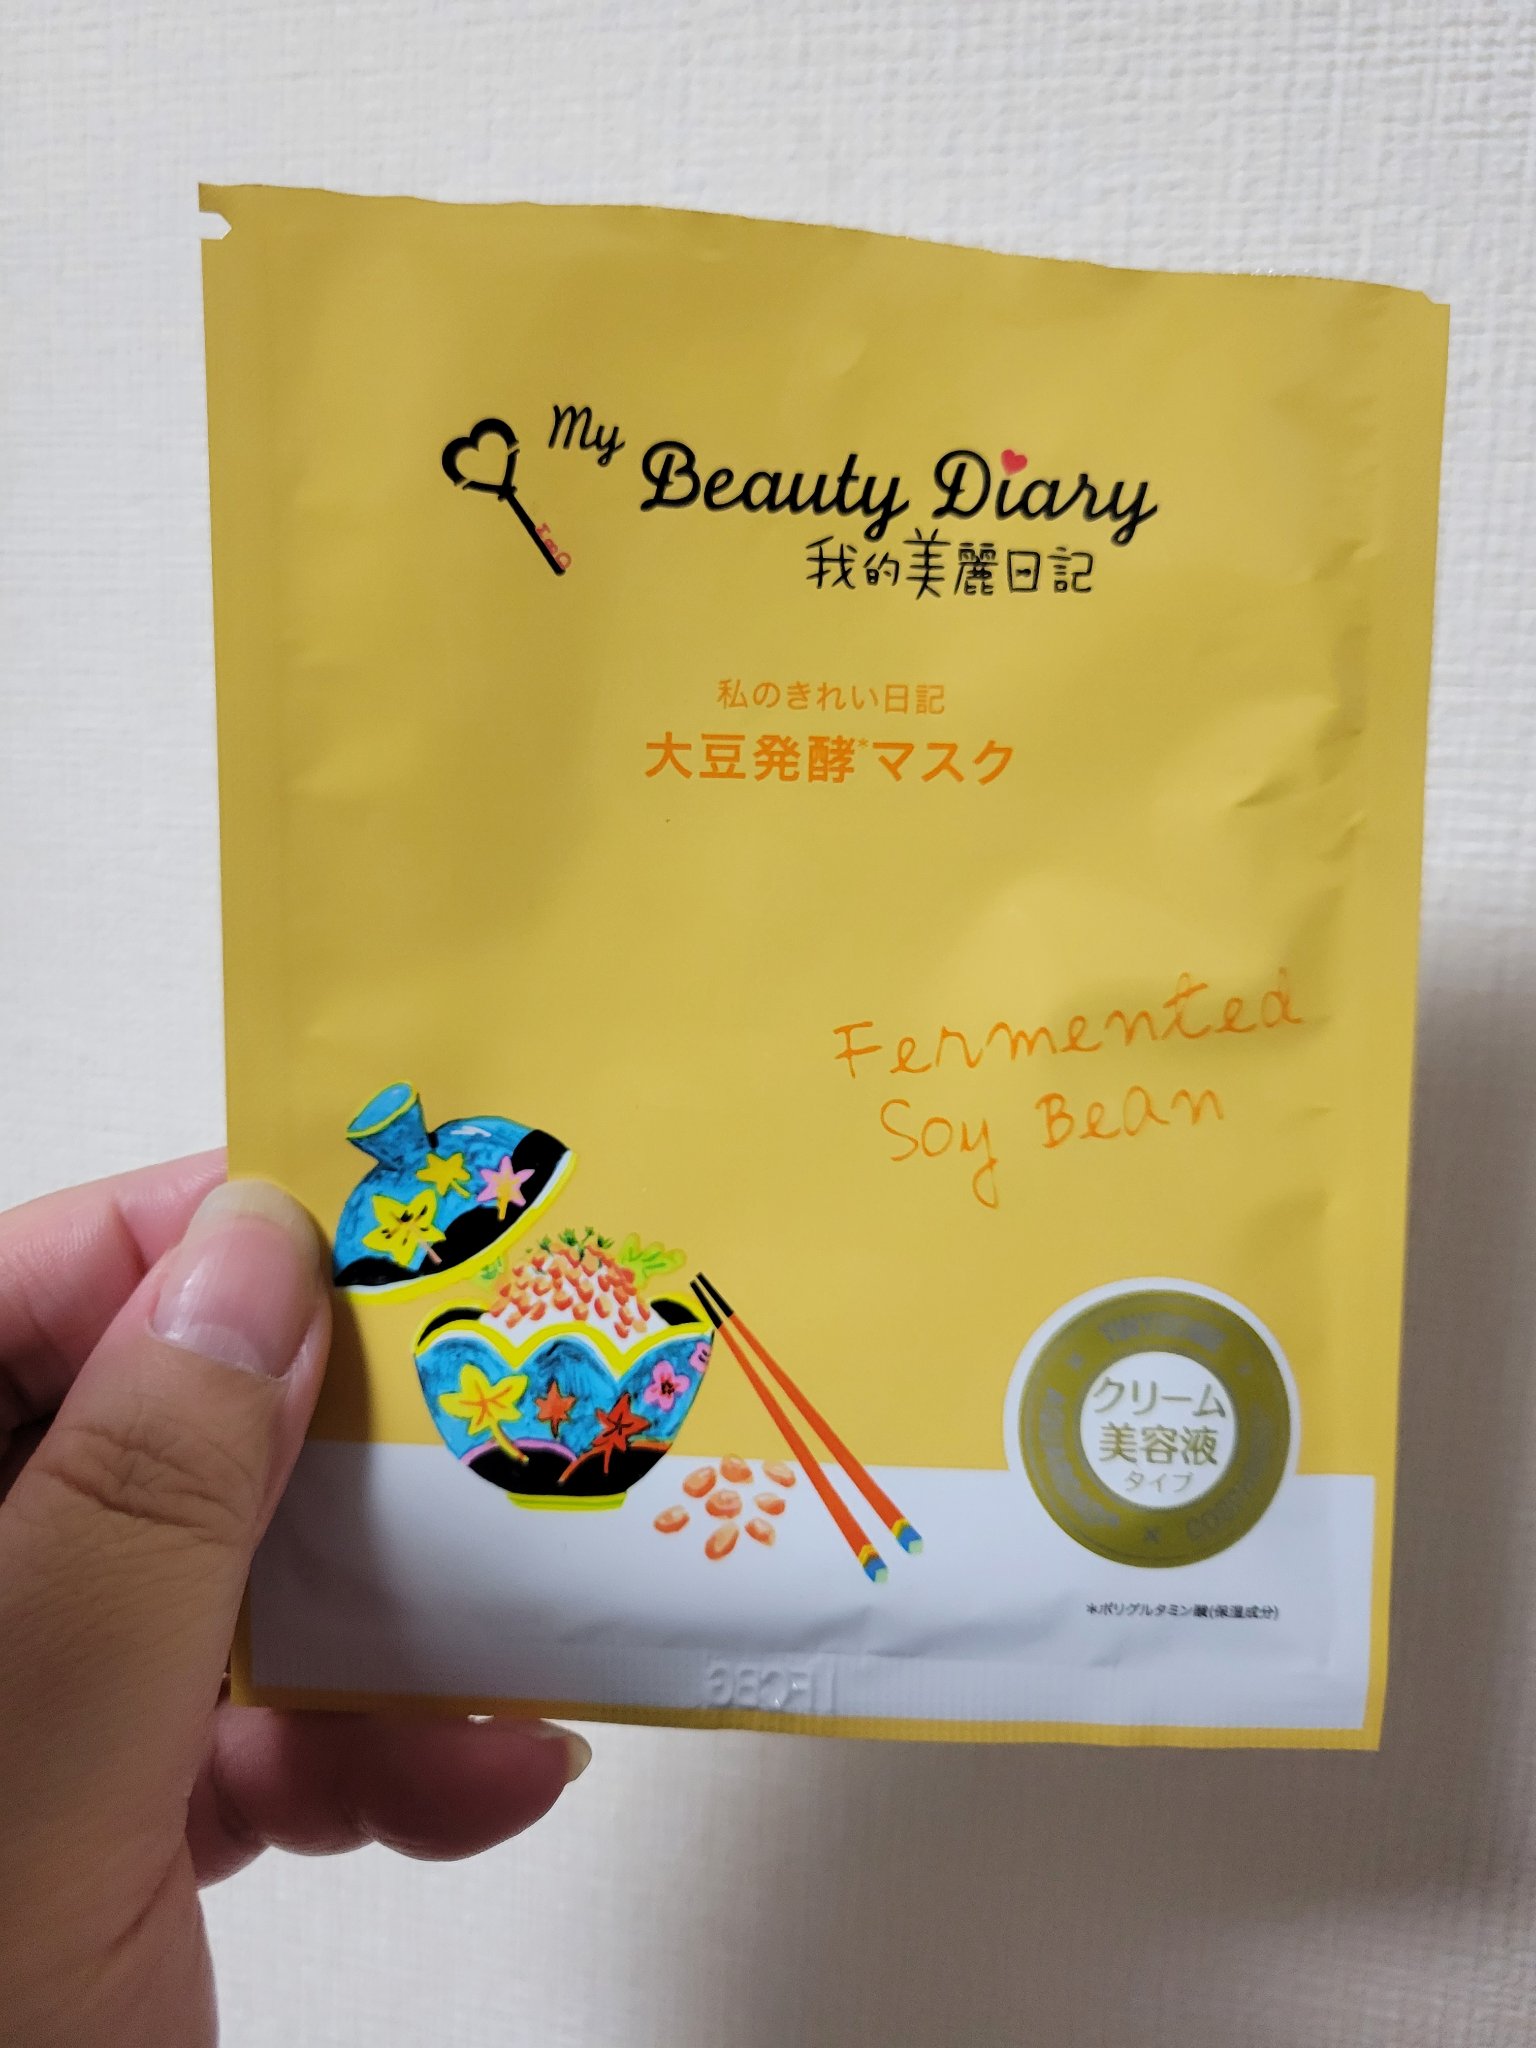 My Beauty Diary
我的美麗日記
私のきれい日記
大豆発酵*マスク
Fermented
Soy Bean
クリーム
美容液
タイプ
*ポリグルタミン酸(保湿成分)